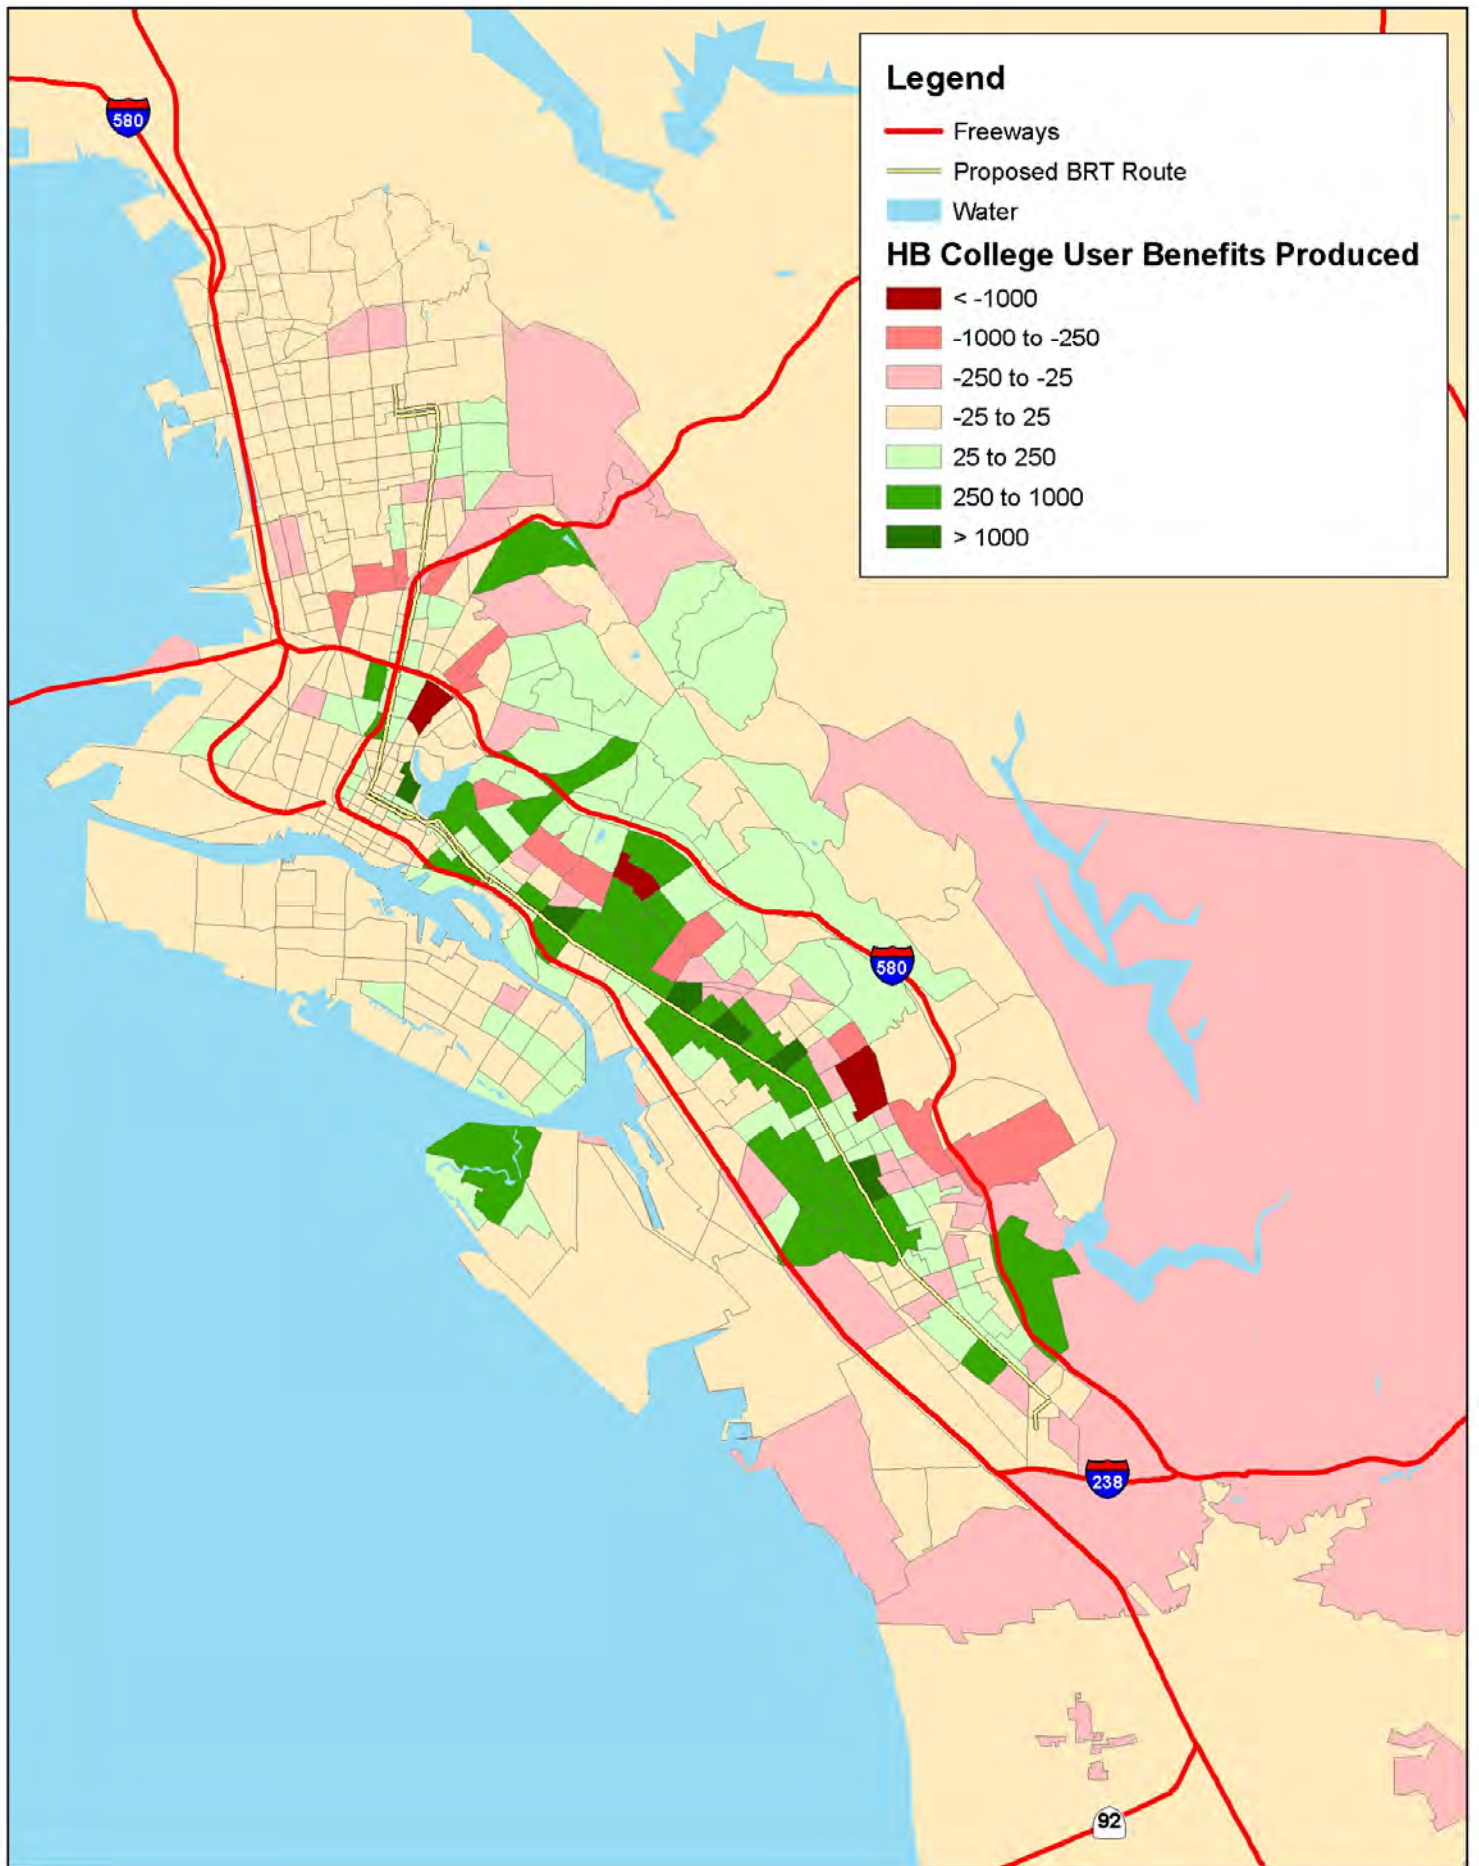 580
Legend
Freeways
Proposed BRT Route
Water
HB College User Benefits Produced
< -1000
-1000 to -250
-250 to -25
-25 to 25
25 to 250
250 to 1000
> 1000
580
238
92